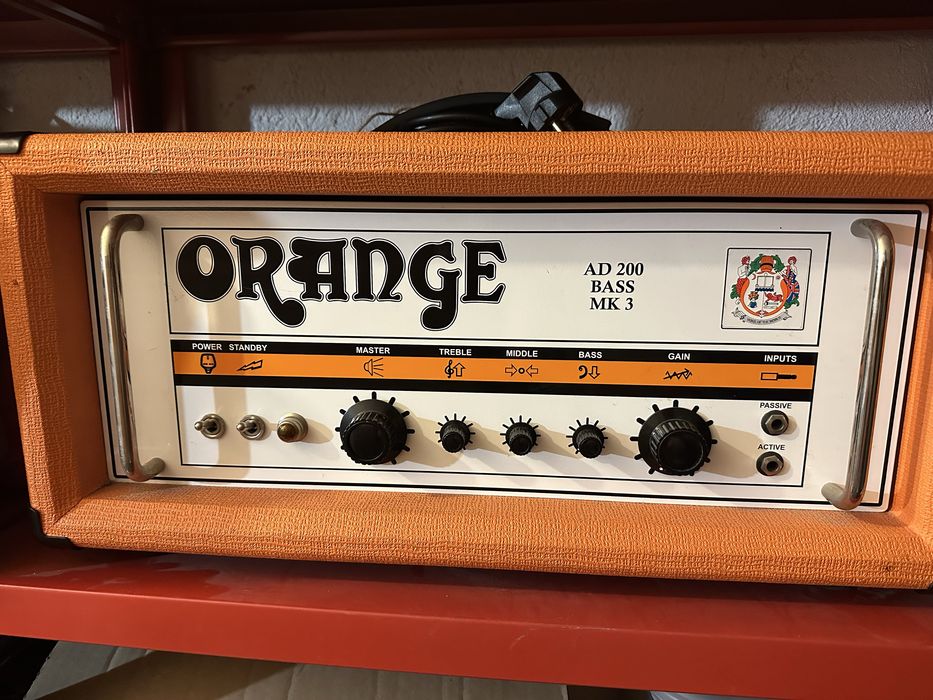 ORANGE
AD 200
BASS
MK 3
POWER STANDBY MASTER TREBLE MIDDLE BASS GAIN INPUTS
PASSIVE
ACTIVE